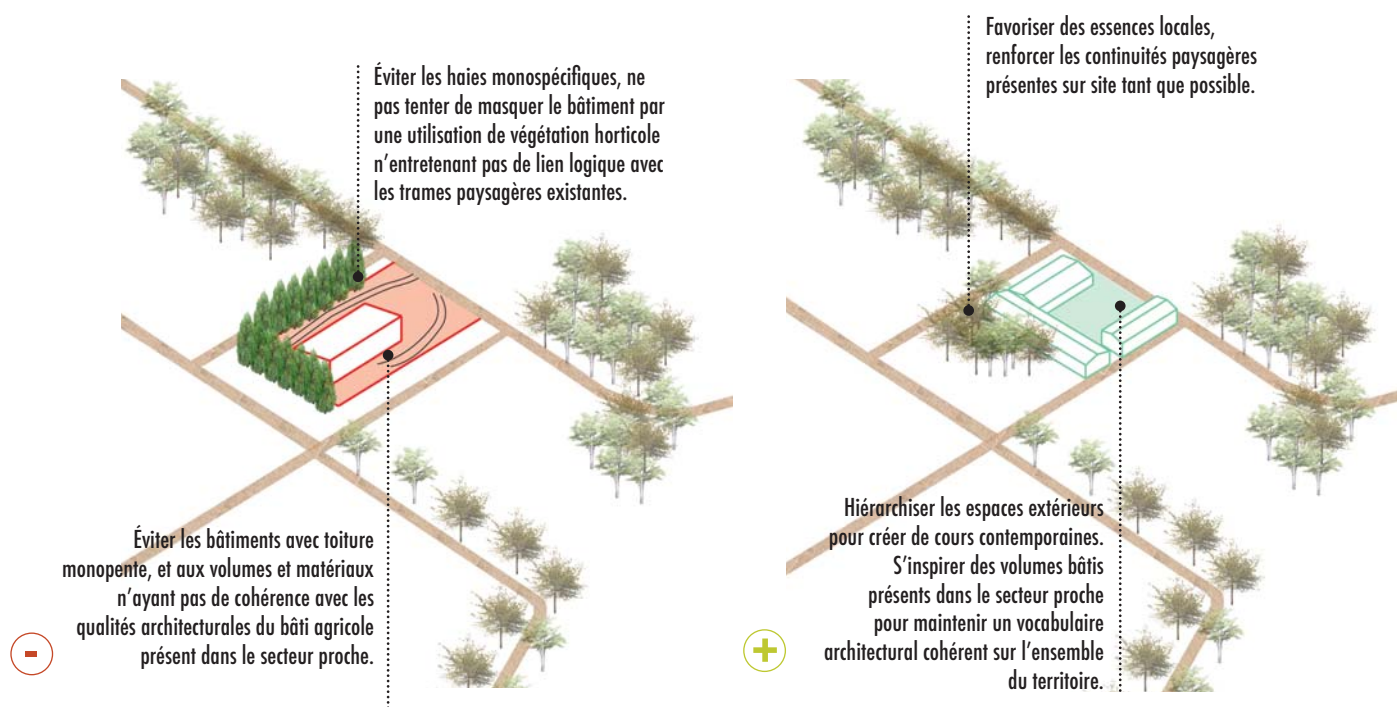 Éviter les haies monospécifiques, ne
pas tenter de masquer le bâtiment par
une utilisation de végétation horticole
n’entretenant pas de lien logique avec
les trames paysagères existantes.
Éviter les bâtiments avec toiture
monopente, et aux volumes et matériaux
n’ayant pas de cohérence avec les
qualités architecturales du bâti agricole
présent dans le secteur proche.
-
Favoriser des essences locales,
renforcer les continuités paysagères
présentes sur site tant que possible.
Hiérarchiser les espaces extérieurs
pour créer de cours contemporaines.
S’inspirer des volumes bâtis
présents dans le secteur proche
pour maintenir un vocabulaire
architectural cohérent sur l’ensemble
du territoire.
+